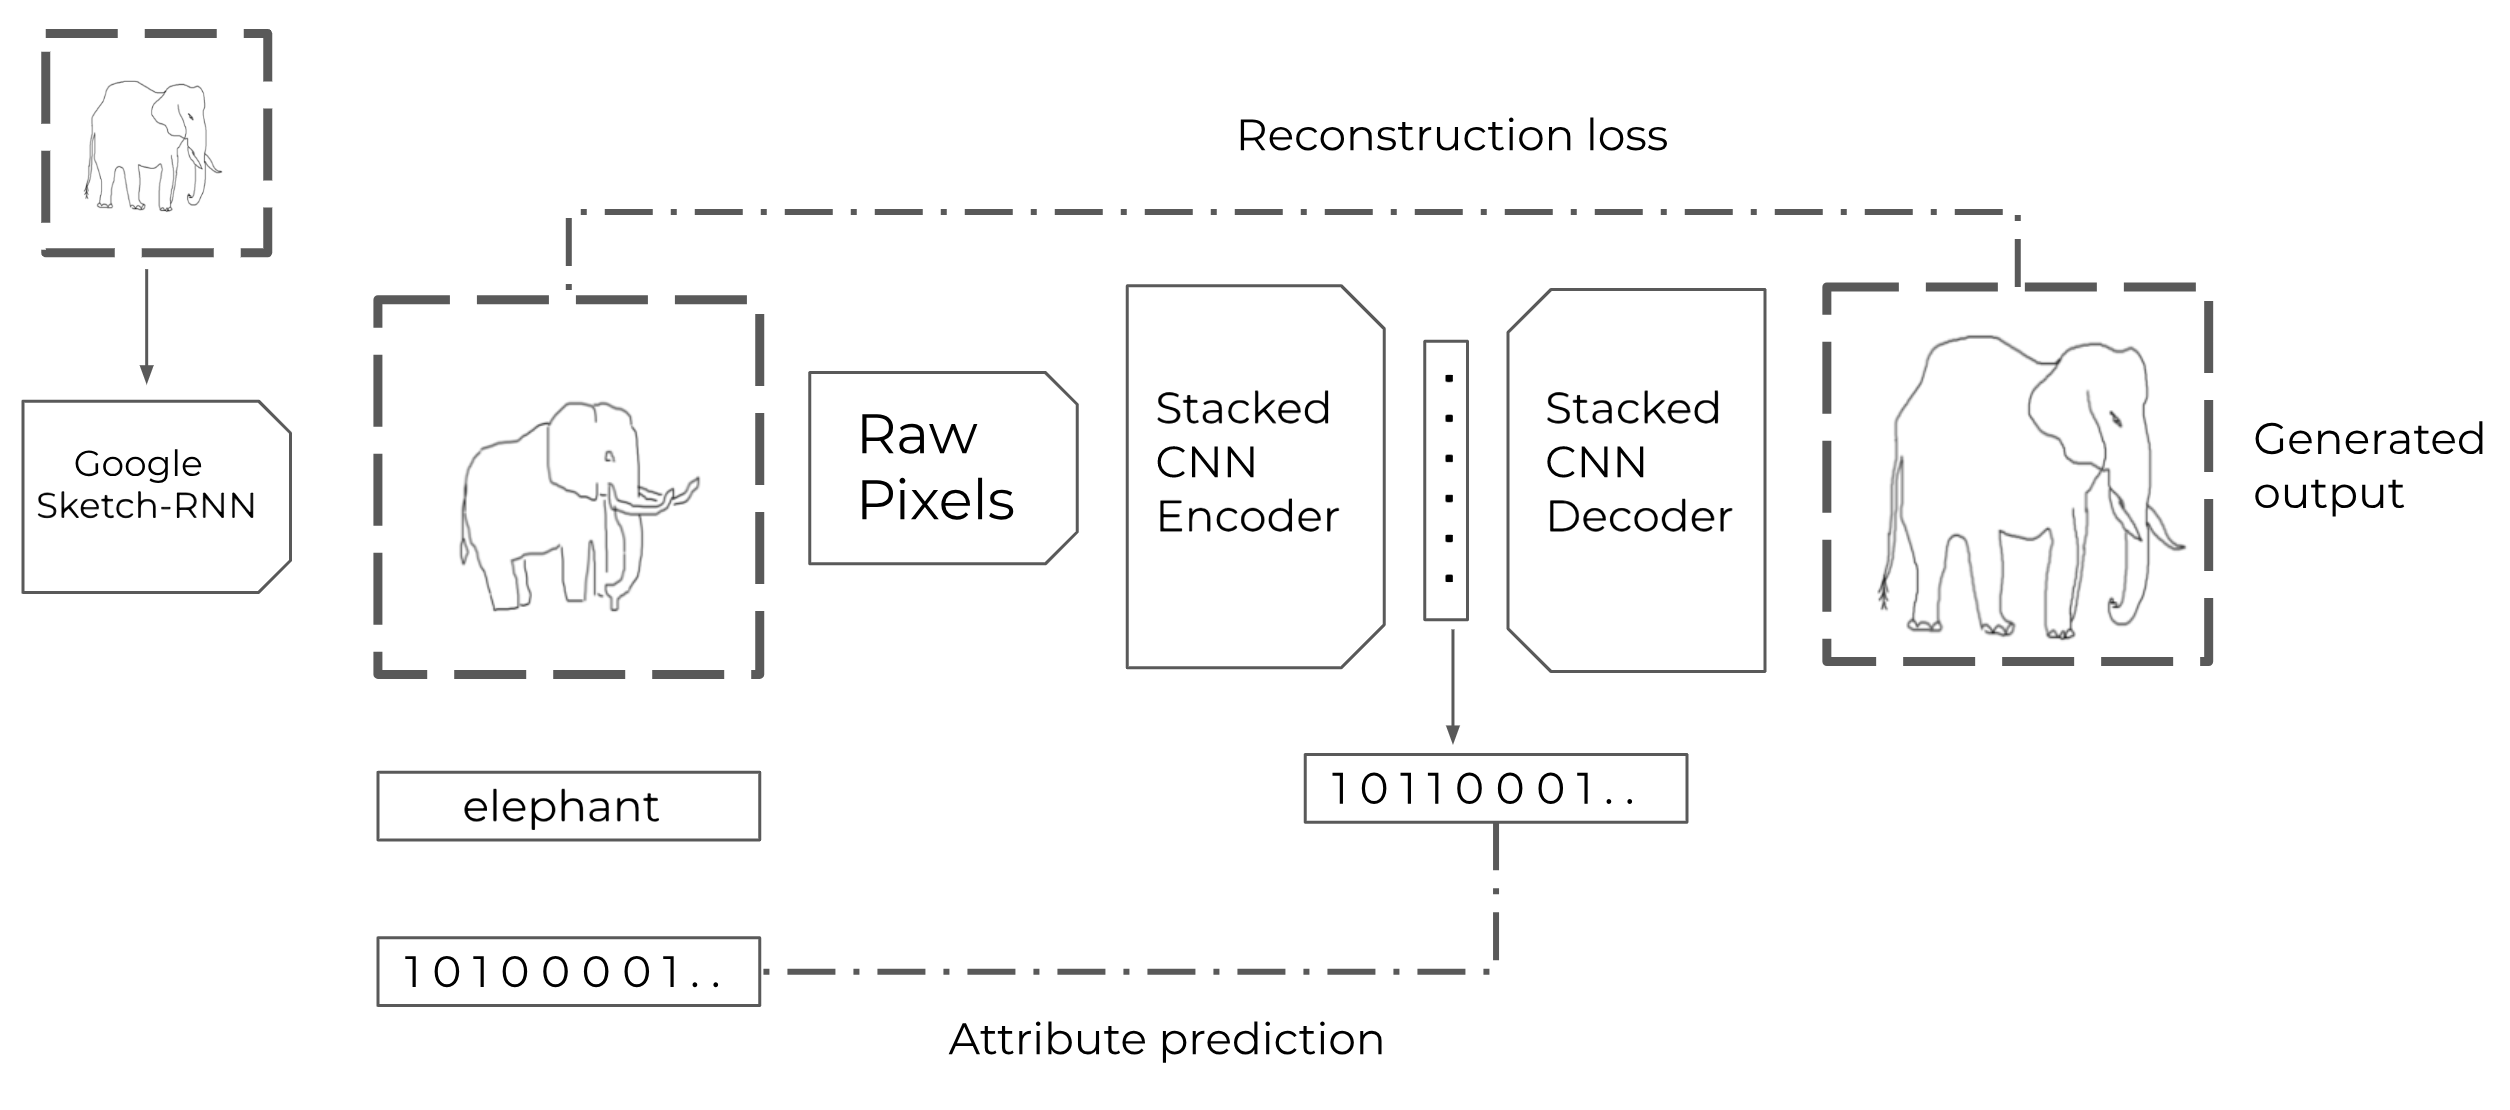 Reconstruction loss
Google
Sketch-RNN
Raw
Pixels
Stacked
CNN
Encoder
Stacked
CNN
Decoder
Generated
output
elephant
1 0 1 1 0 0 0 1 . .
1 0 1 0 0 0 0 1 . .
Attribute prediction